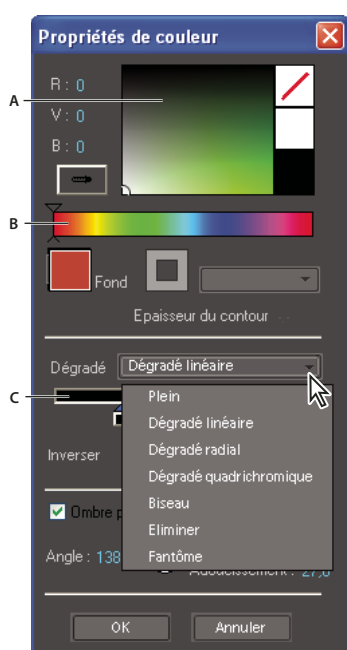 Propriétés de couleur
R : 0
A
V : 0
B : 0
B
Fond
Epaisseur du contour - -
Dégradé Dégradé linéaire
C
Plein
Dégradé linéaire
Dégradé radial
Inverser
Dégradé quadrichromique
Biseau
Ombre p
Eliminer
Angle : 138
Fantôme
Adoucissement : 27,0
OK Annuler